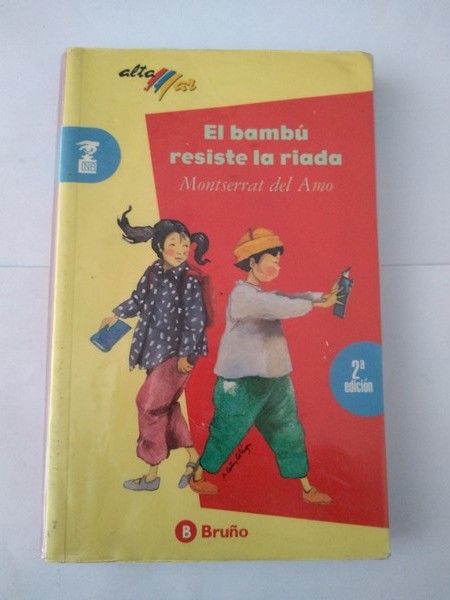 alta
mar
El bambú
resiste la riada
Montserrat del Amo
2ª
edición
B Bruño